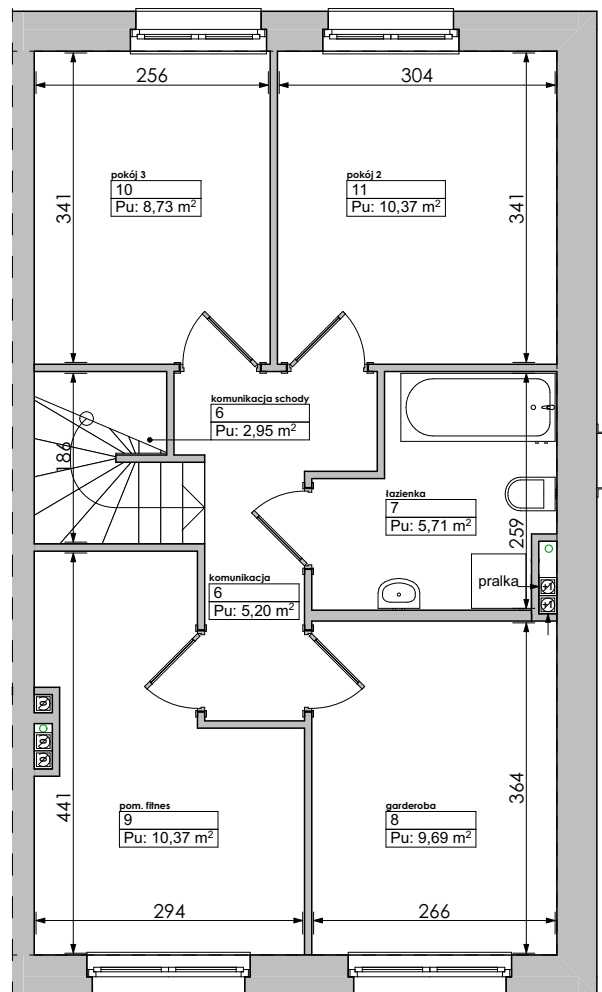 256
304
pokój 3
10
Pu: 8,73 m²
pokój 2
11
Pu: 10,37 m²
341
341
komunikacja schody
6
Pu: 2,95 m²
186
łazienka
7
Pu: 5,71 m²
259
pralka
komunikacja
6
Pu: 5,20 m²
441
364
pom. fitnes
9
Pu: 10,37 m²
garderoba
8
Pu: 9,69 m²
294
266